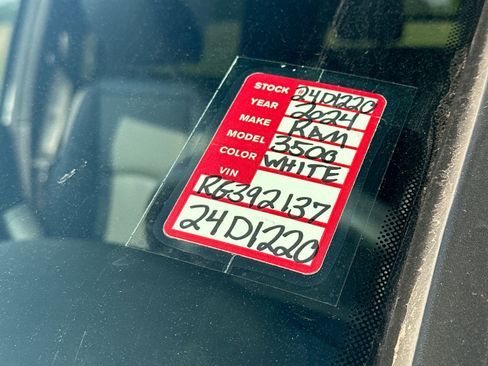 STOCK 24D1220
YEAR 2024
MAKE RAM
MODEL 3500
COLOR WHITE
VIN
RG392137
24D1220